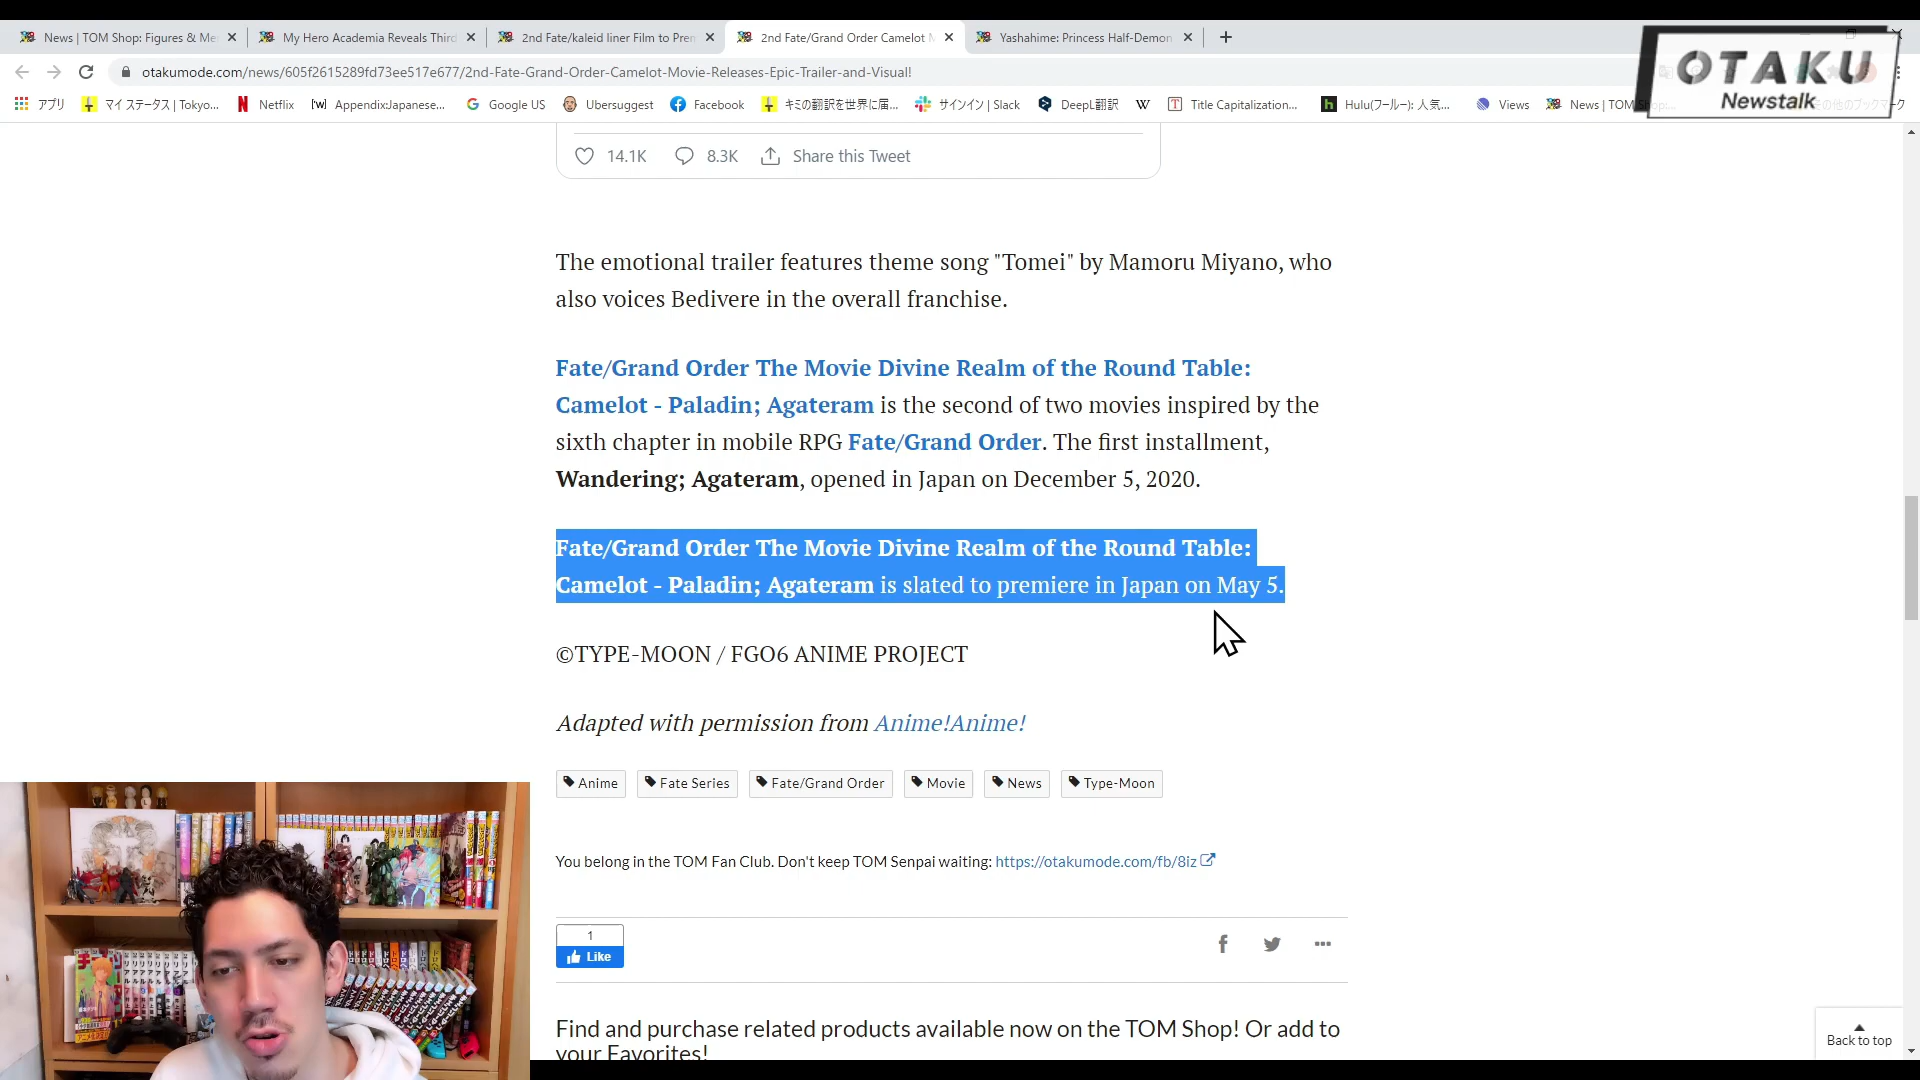 News | TOM Shop: Figures & Me
My Hero Academia Reveals Third
2nd Fate/kaleid liner Film to Pren
2nd Fate/Grand Order Camelot M
Yashahime: Princess Half-Demon
OTAKU
Newstalk
otakumode.com/news/605f2615289fd73ee517e677/2nd-Fate-Grand-Order-Camelot-Movie-Releases-Epic-Trailer-and-Visual!
アプリ
マイ ステータス | Tokyo...
Netflix
Appendix:Japanese...
Google US
Ubersuggest
Facebook
キミの翻訳を世界に届...
サインイン | Slack
DeepL翻訳
W
Title Capitalization...
Hulu(フールー): 人気...
Views
News | TOM Shop:
14.1K
8.3K
Share this Tweet
The emotional trailer features theme song "Tomei" by Mamoru Miyano, who
also voices Bedivere in the overall franchise.
Fate/Grand Order The Movie Divine Realm of the Round Table:
Camelot - Paladin; Agateram is the second of two movies inspired by the
sixth chapter in mobile RPG Fate/Grand Order. The first installment,
Wandering; Agateram, opened in Japan on December 5, 2020.
Fate/Grand Order The Movie Divine Realm of the Round Table:
Camelot - Paladin; Agateram is slated to premiere in Japan on May 5.
©TYPE-MOON / FGO6 ANIME PROJECT
Adapted with permission from Anime!Anime!
Anime
Fate Series
Fate/Grand Order
Movie
News
Type-Moon
You belong in the TOM Fan Club. Don't keep TOM Senpai waiting: https://otakumode.com/fb/8iz
1
Like
Find and purchase related products available now on the TOM Shop! Or add to
your Favorites!
Back to top